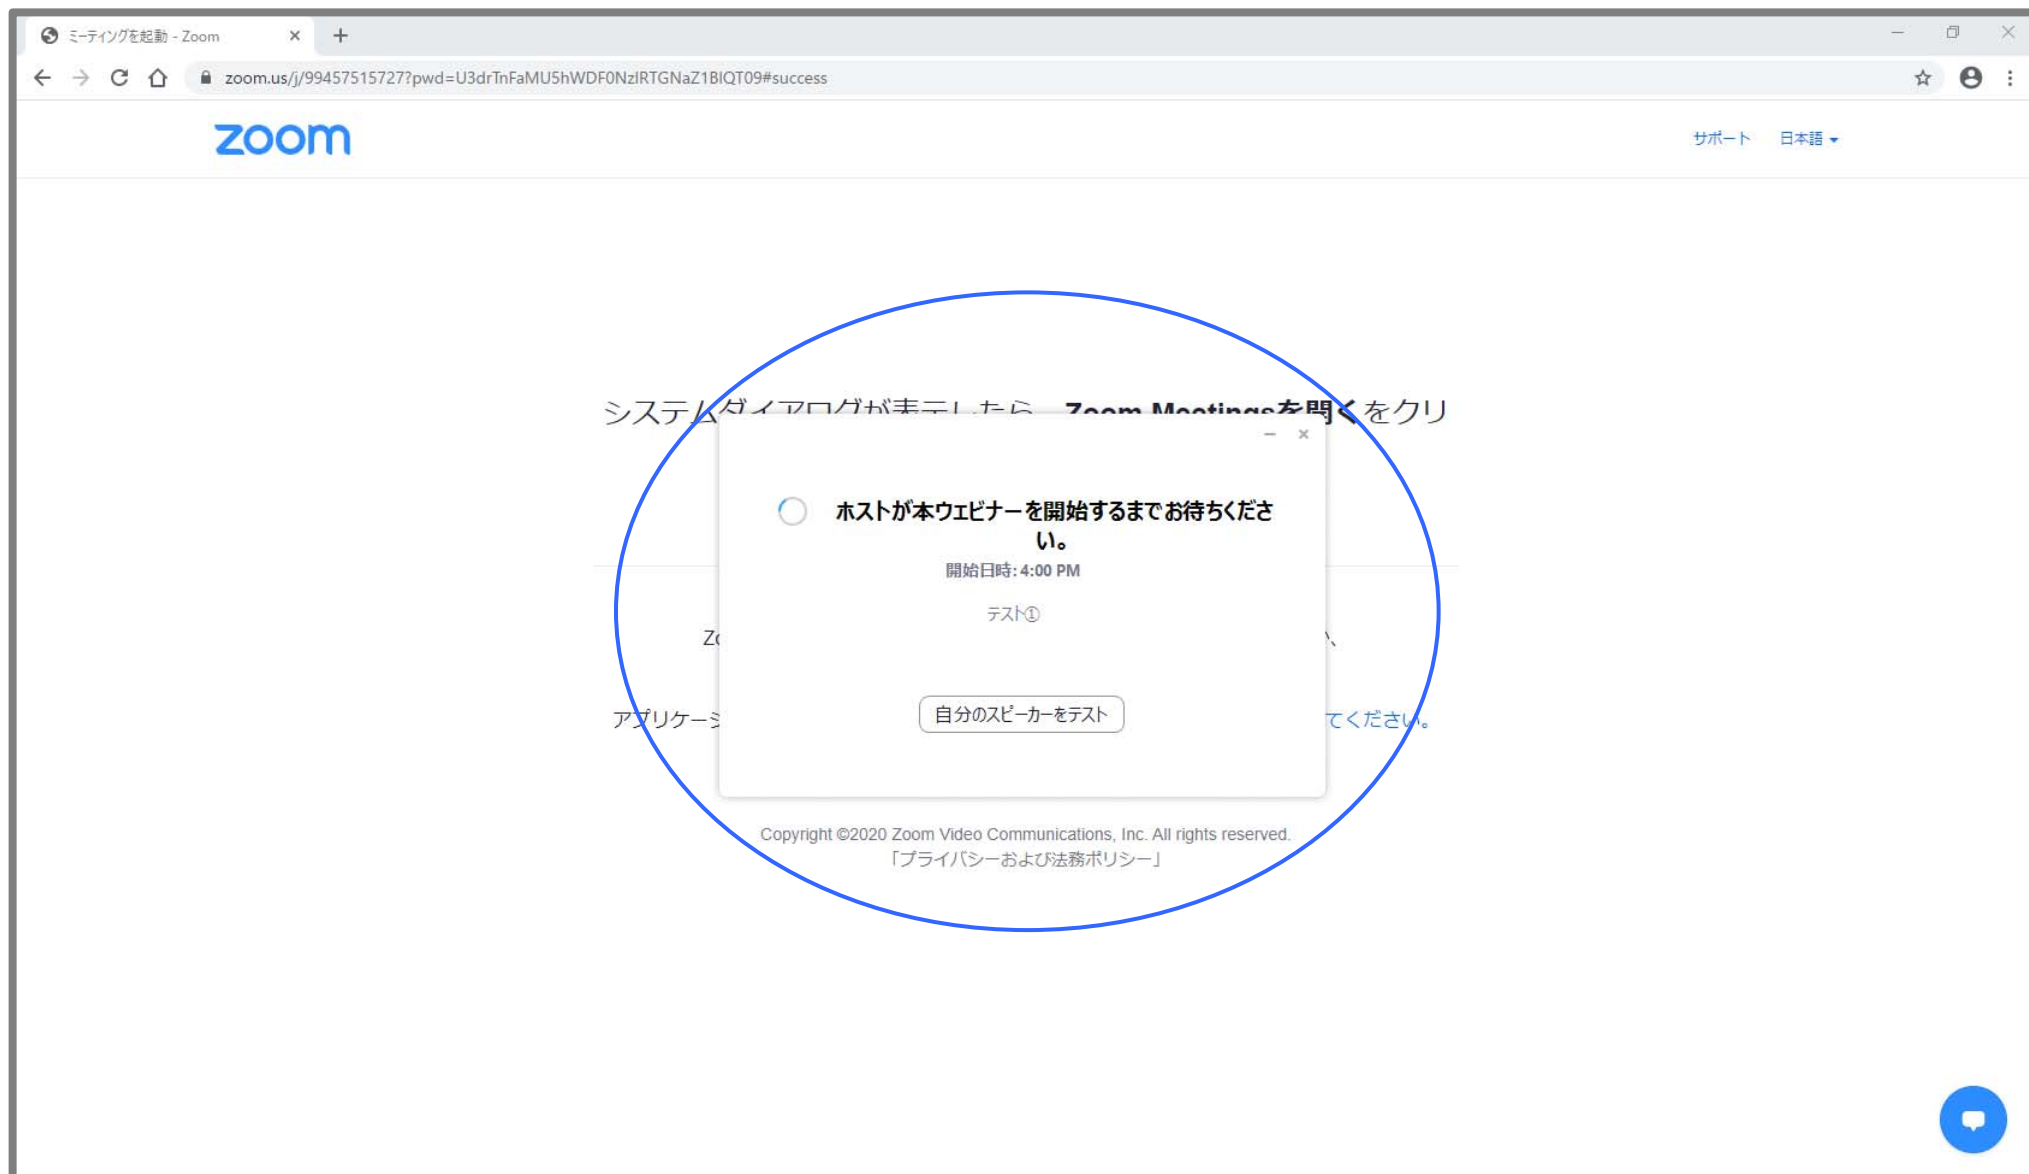 ミーティングを起動 - Zoom
zoom.us/j/99457515727?pwd=U3drTnFaMU5hWDF0NzlRTGNaZ1BlQT09#success
zoom
サポート 日本語
システムダイアログが表示したら、Zoom Meetingsを開くをクリ
ホストが本ウェビナーを開始するまでお待ちくださ
い。
開始日時: 4:00 PM
テスト①
自分のスピーカーをテスト
アプリケーシ
てください。
Copyright ©2020 Zoom Video Communications, Inc. All rights reserved.
「プライバシーおよび法務ポリシー」